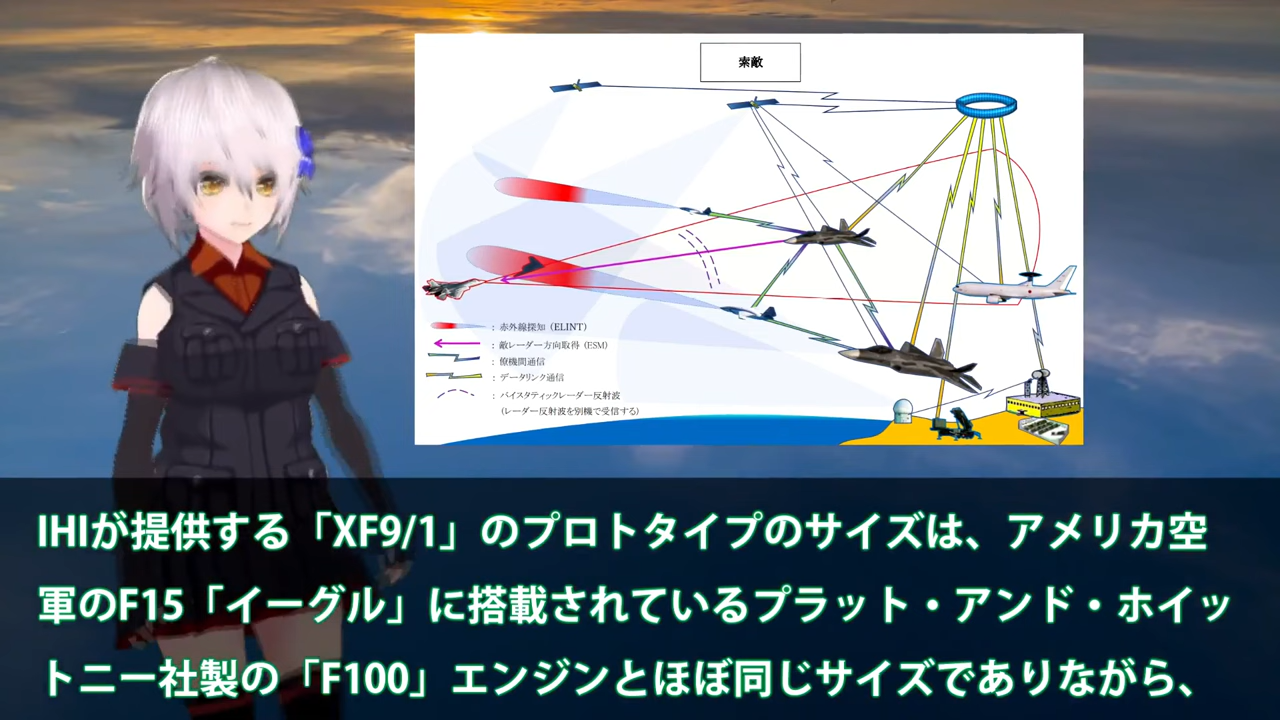 索敵
：赤外線探知（ELINT）
：敵レーダー方向取得（ESM）
：僚機間通信
：データリンク通信
：バイスタティックレーダー反射波
（レーダー反射波を別機で受信する）
IHIが提供する「XF9/1」のプロトタイプのサイズは、アメリカ空
軍のF15「イーグル」に搭載されているプラット・アンド・ホイッ
トニー社製の「F100」エンジンとほぼ同じサイズでありながら、